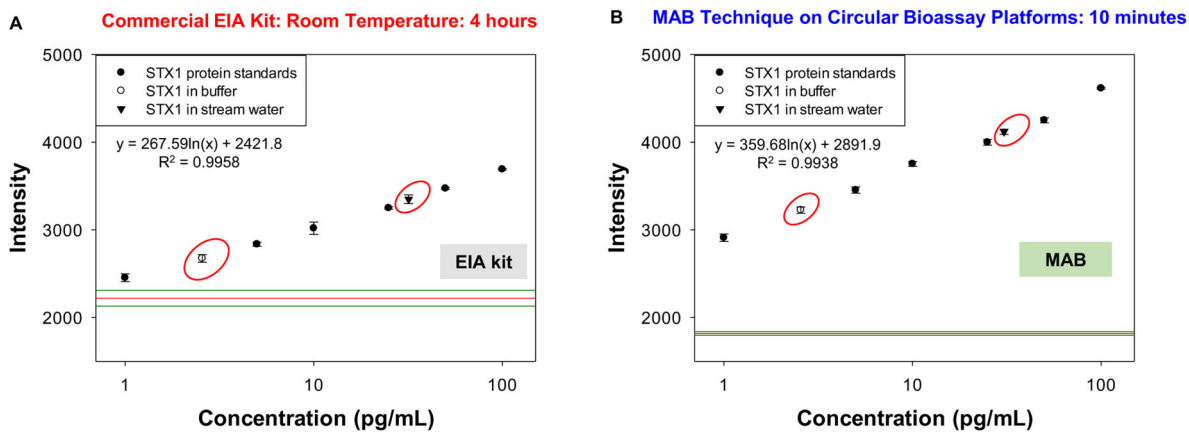 A
Commercial EIA Kit: Room Temperature: 4 hours
5000
4000
3000
2000
Intensity
STX1 protein standards
STX1 in buffer
STX1 in stream water
y = 267.59ln(x) + 2421.8
R² = 0.9958
EIA kit
1
10
100
Concentration (pg/mL)
B
MAB Technique on Circular Bioassay Platforms: 10 minutes
5000
4000
3000
2000
Intensity
STX1 protein standards
STX1 in buffer
STX1 in stream water
y = 359.68ln(x) + 2891.9
R² = 0.9938
MAB
1
10
100
Concentration (pg/mL)